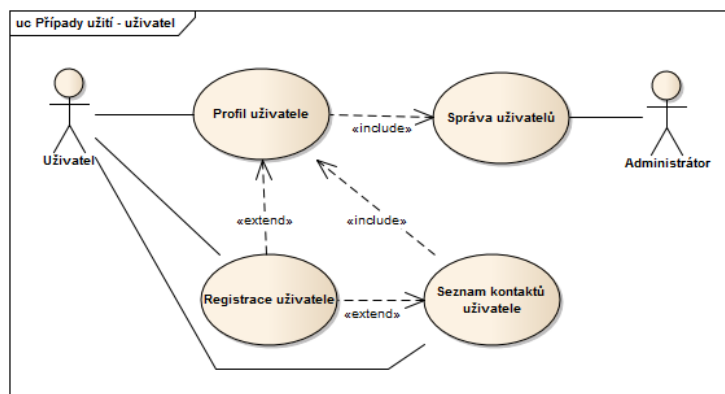 uc Případy užití - uživatel
Profil uživatele
«include»
Správa uživatelů
Uživatel
Administrátor
«extend»
«include»
Registrace uživatele
«extend»
Seznam kontaktů
uživatele